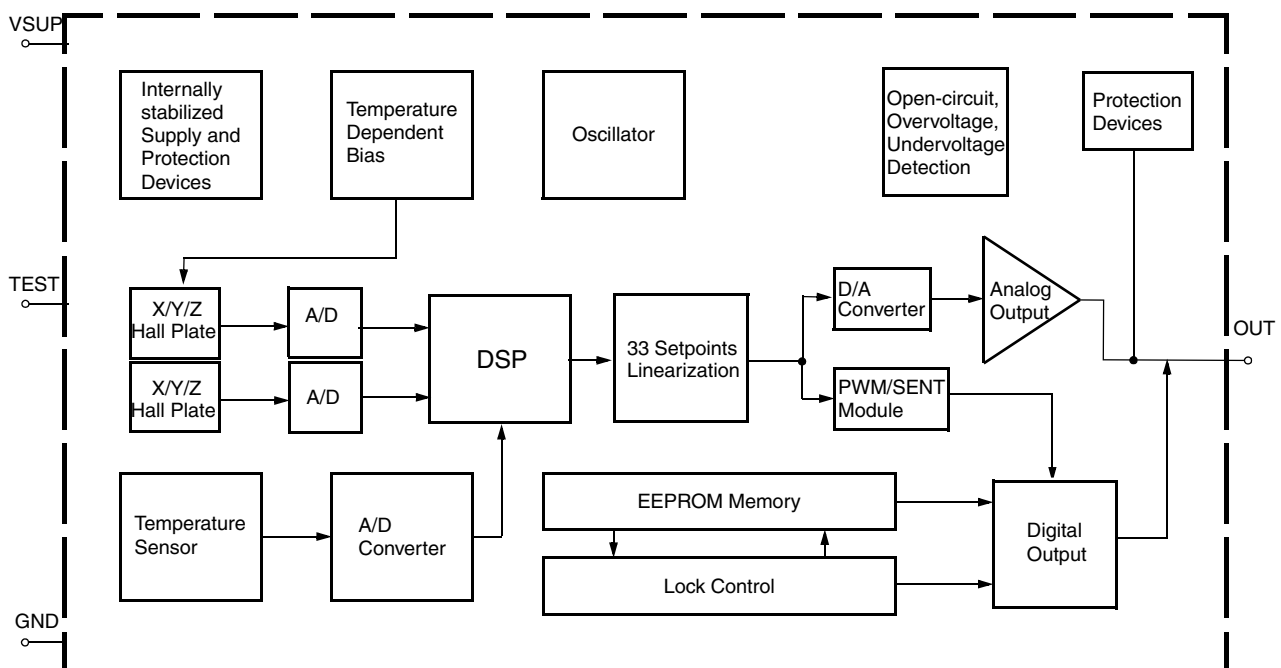 VSUP
Internally
stabilized
Supply and
Protection
Devices
Temperature
Dependent
Bias
Oscillator
Open-circuit,
Overvoltage,
Undervoltage
Detection
Protection
Devices
TEST
X/Y/Z
Hall Plate
A/D
DSP
33 Setpoints
Linearization
D/A
Converter
Analog
Output
OUT
X/Y/Z
Hall Plate
A/D
PWM/SENT
Module
Temperature
Sensor
A/D
Converter
EEPROM Memory
Lock Control
Digital
Output
GND